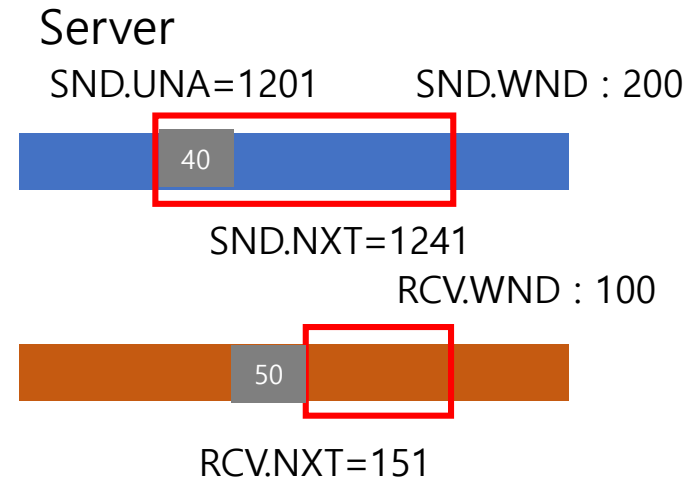 Server
SND.UNA=1201 SND.WND : 200
40
SND.NXT=1241
RCV.WND : 100
50
RCV.NXT=151